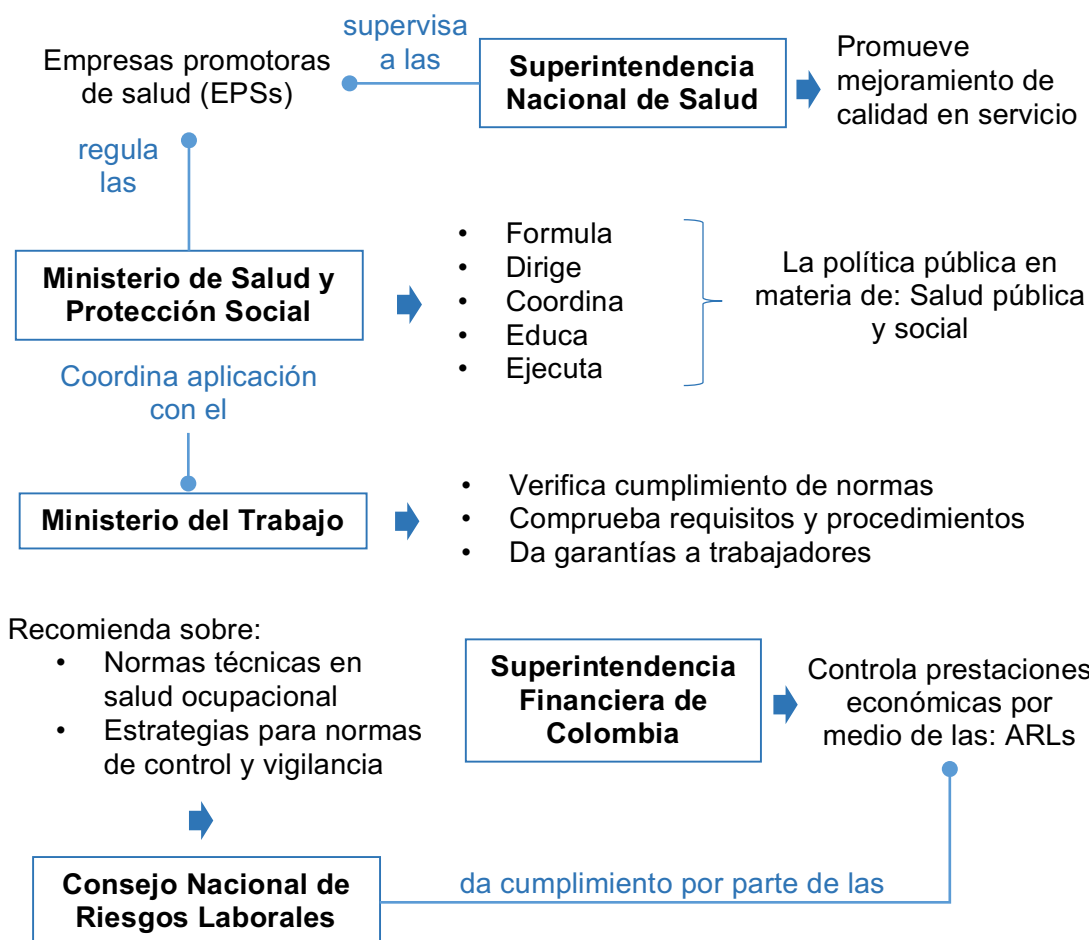 Empresas promotoras
de salud (EPSs)
supervisa
a las
Superintendencia
Nacional de Salud
Promueve
mejoramiento de
calidad en servicio
regula
las
Ministerio de Salud y
Protección Social
• Formula
• Dirige
• Coordina
• Educa
• Ejecuta
La política pública en
materia de: Salud pública
y social
Coordina aplicación
con el
Ministerio del Trabajo
• Verifica cumplimiento de normas
• Comprueba requisitos y procedimientos
• Da garantías a trabajadores
Recomienda sobre:
• Normas técnicas en
salud ocupacional
• Estrategias para normas
de control y vigilancia
Superintendencia
Financiera de
Colombia
Controla prestaciones
económicas por
medio de las: ARLs
Consejo Nacional de
Riesgos Laborales
da cumplimiento por parte de las